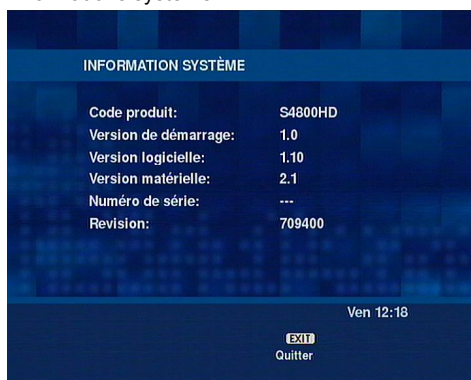 INFORMATION SYSTÈME
Code produit: S4800HD
Version de démarrage: 1.0
Version logicielle: 1.10
Version matérielle: 2.1
Numéro de série: ---
Revision: 709400
Ven 12:18
EXIT
Quitter